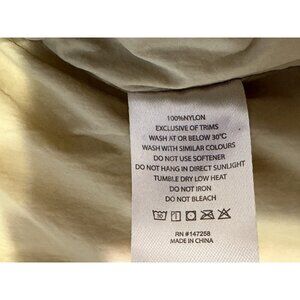 100%NYLON
EXCLUSIVE OF TRIMS
WASH AT OR BELOW 30℃
WASH WITH SIMILAR COLOURS
DO NOT USE SOFTENER
DO NOT HANG IN DIRECT SUNLIGHT
TUMBLE DRY LOW HEAT
DO NOT IRON
DO NOT BLEACH
RN #147258
MADE IN CHINA